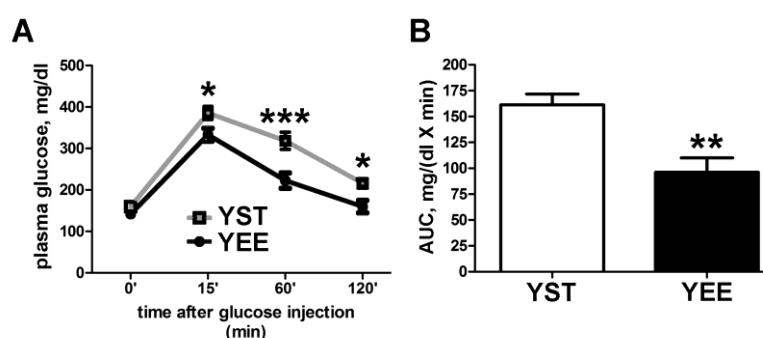 A
plasma glucose, mg/dl
500
400
300
200
100
0
*
***
*
YST
YEE
0'
15'
60'
120'
time after glucose injection
(min)
B
AUC, mg/(dl X min)
200
175
150
125
100
75
50
25
0
**
YST
YEE